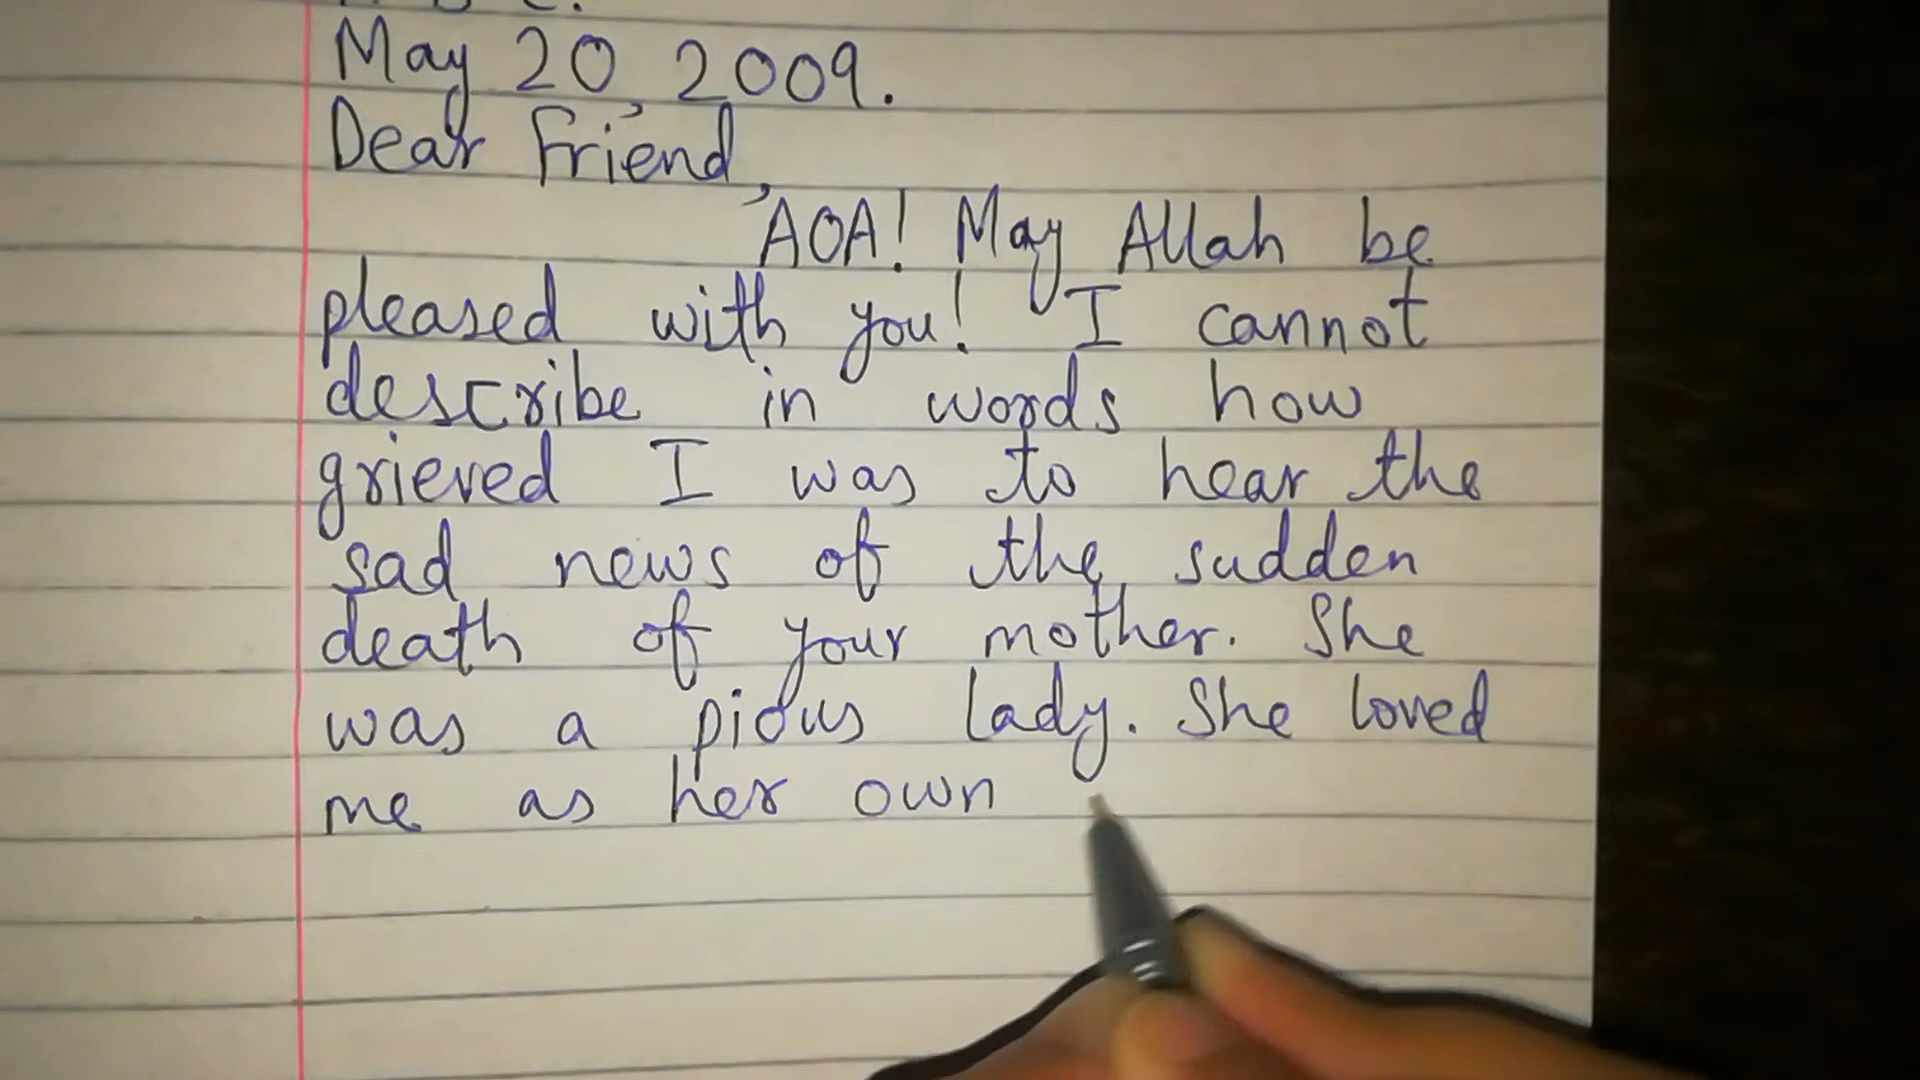 May 20, 2009.
Dear Friend,
AOA! May Allah be
pleased with you! I cannot
describe in words how
grieved I was to hear the
sad news of the sudden
death of your mother. She
was a pious lady. She loved
me as her own